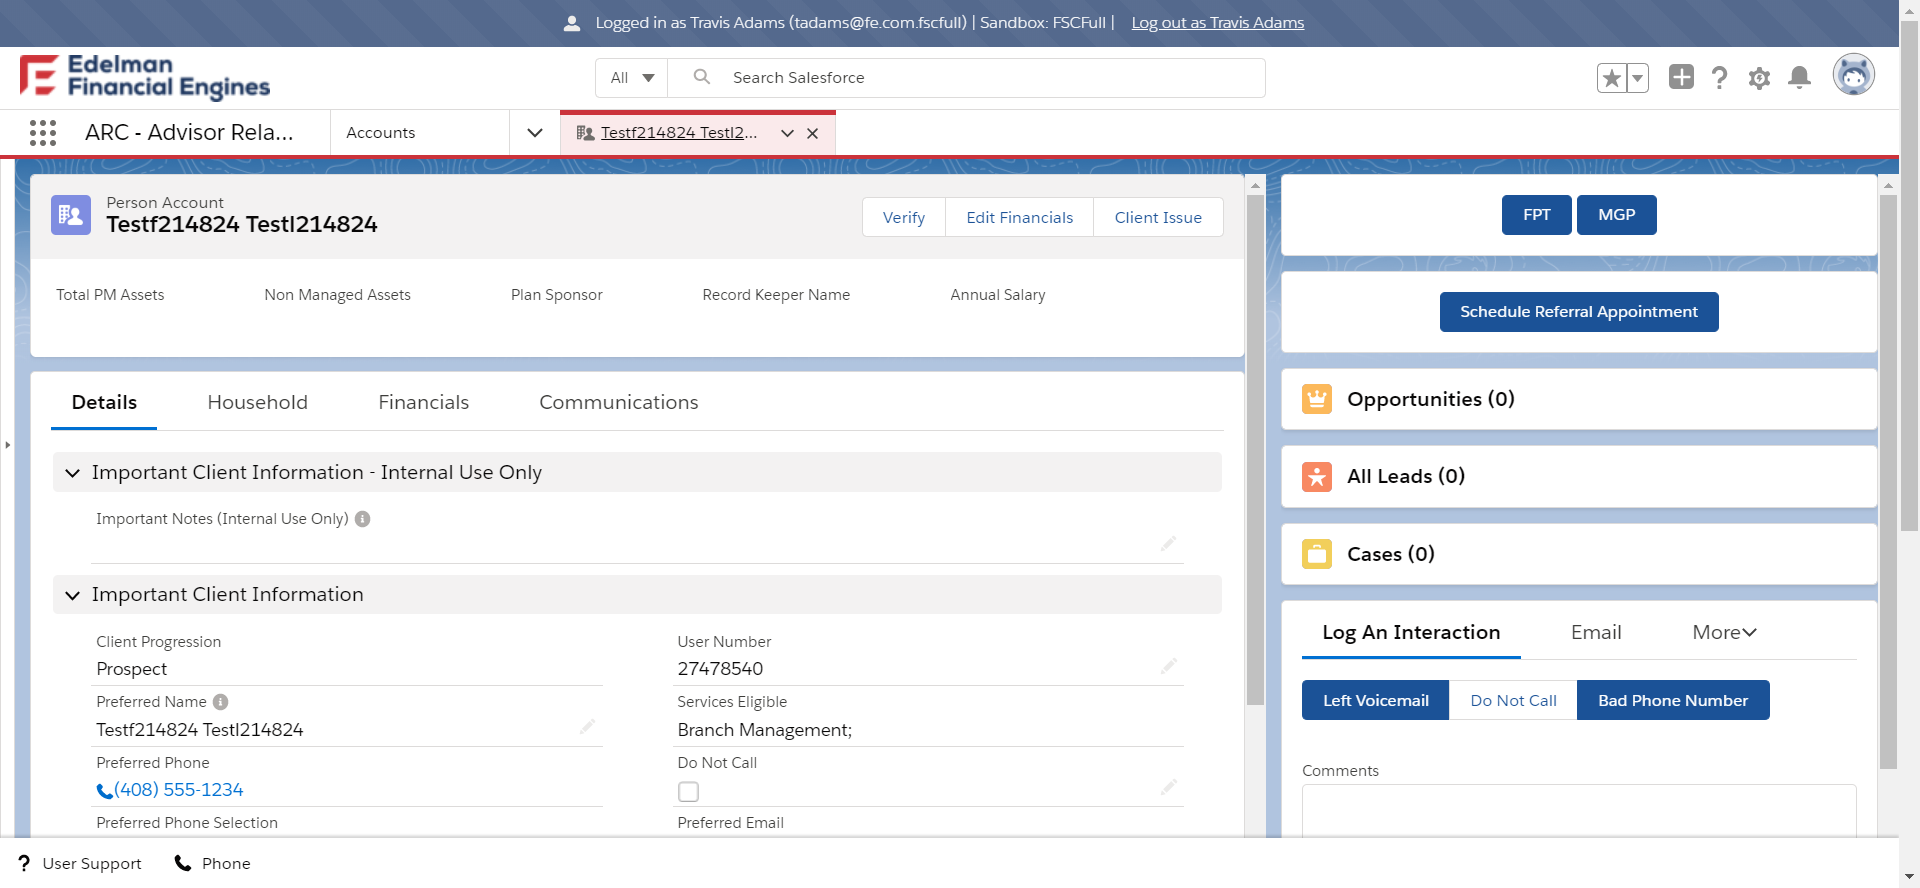 Logged in as Travis Adams (tadams@fe.com.fscfull) | Sandbox: FSCFull | Log out as Travis Adams
Edelman
Financial Engines
All
Search Salesforce
ARC - Advisor Rela...
Accounts
Testf214824 Testl2...
Person Account
Testf214824 Testl214824
Verify
Edit Financials
Client Issue
Total PM Assets
Non Managed Assets
Plan Sponsor
Record Keeper Name
Annual Salary
FPT
MGP
Schedule Referral Appointment
Opportunities (0)
All Leads (0)
Cases (0)
Details
Household
Financials
Communications
Important Client Information - Internal Use Only
Important Notes (Internal Use Only)
Important Client Information
Client Progression
Prospect
User Number
27478540
Preferred Name
Testf214824 Testl214824
Services Eligible
Branch Management;
Preferred Phone
(408) 555-1234
Do Not Call
Preferred Phone Selection
Preferred Email
Log An Interaction
Email
More
Left Voicemail
Do Not Call
Bad Phone Number
Comments
User Support
Phone